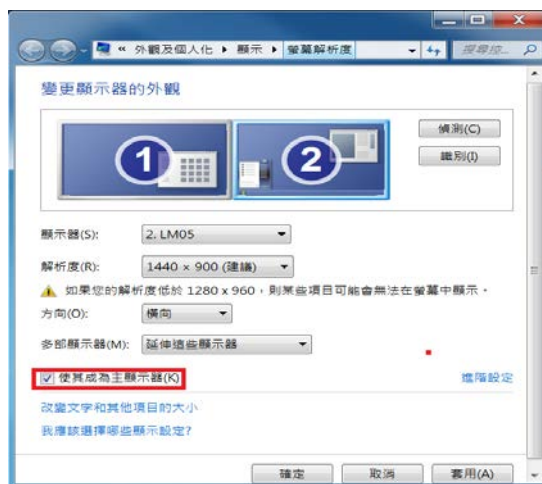 « 外觀及個人化 ▸ 顯示 ▸ 螢幕解析度
變更顯示器的外觀
1
2
偵測(C)
識別(I)
顯示器(S): 2. LM05
解析度(R): 1440 × 900 (建議)
如果您的解析度低於 1280 x 960，則某些項目可能會無法在螢幕中顯示。
方向(O): 橫向
多部顯示器(M): 延伸這些顯示器
使其成為主顯示器(K)
進階設定
改變文字和其他項目的大小
我應該選擇哪些顯示設定?
確定 取消 套用(A)